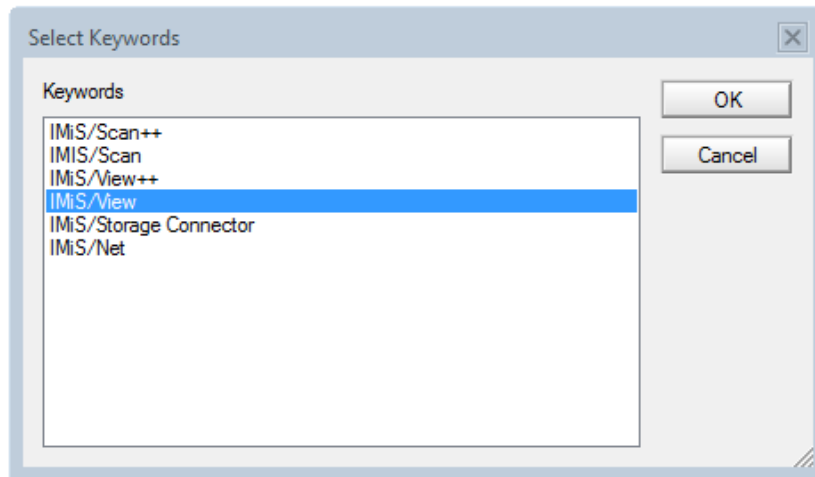 Select Keywords
Keywords
OK
IMiS/Scan++
IMIS/Scan
Cancel
IMiS/View++
IMiS/View
IMiS/Storage Connector
IMiS/Net